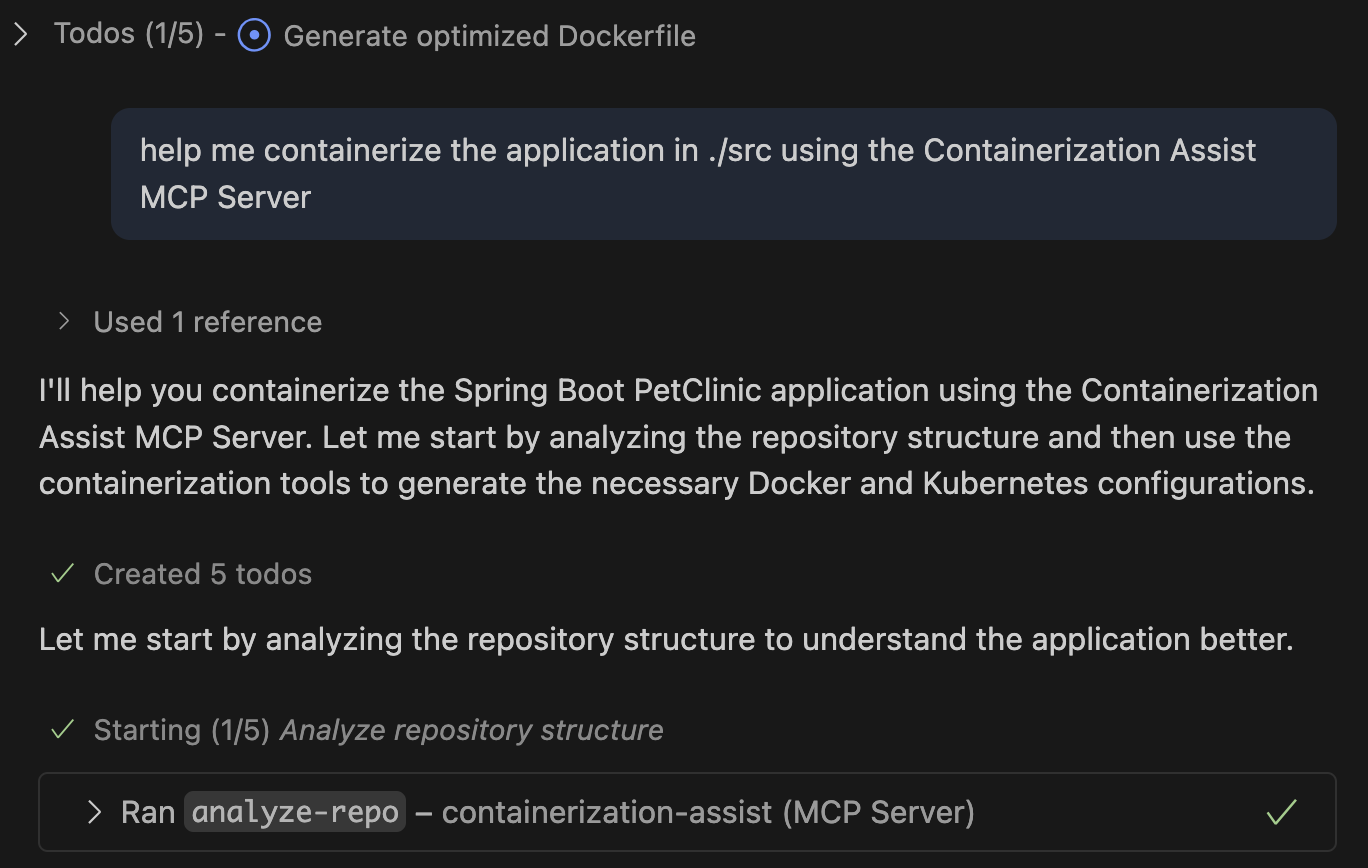 Todos (1/5) - Generate optimized Dockerfile
help me containerize the application in ./src using the Containerization Assist
MCP Server
Used 1 reference
I'll help you containerize the Spring Boot PetClinic application using the Containerization
Assist MCP Server. Let me start by analyzing the repository structure and then use the
containerization tools to generate the necessary Docker and Kubernetes configurations.
Created 5 todos
Let me start by analyzing the repository structure to understand the application better.
Starting (1/5) Analyze repository structure
Ran analyze-repo – containerization-assist (MCP Server)